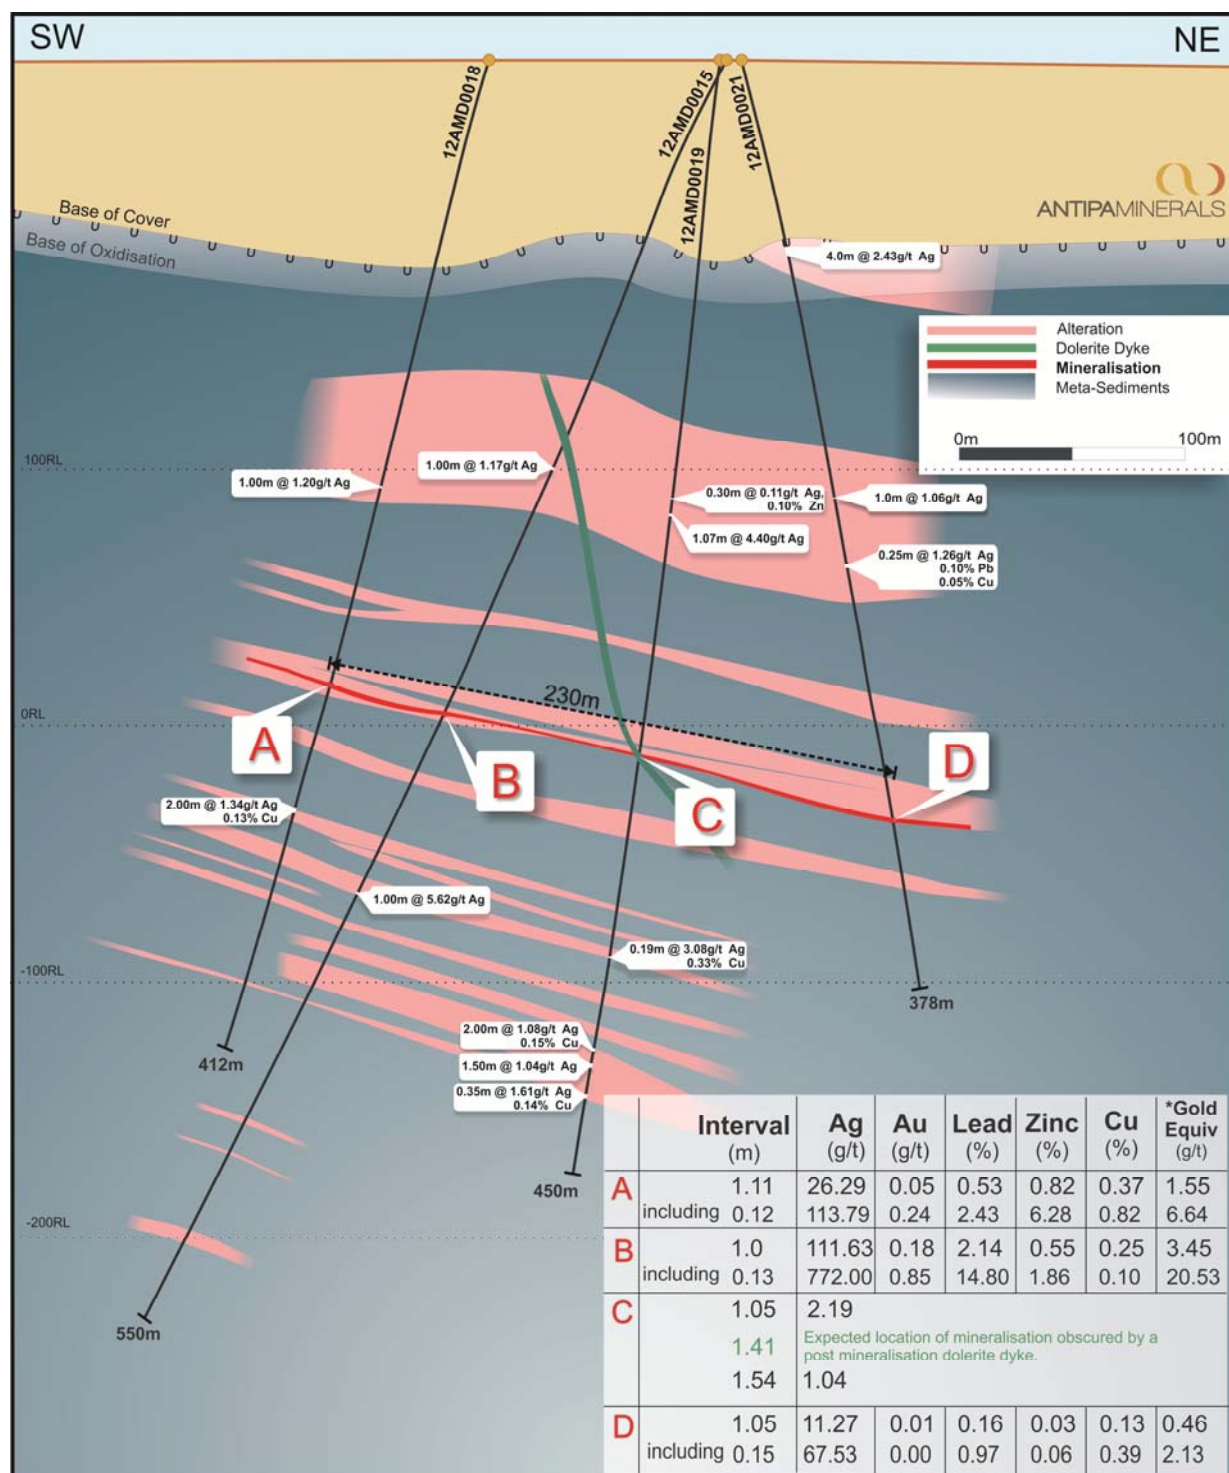 SW
NE
12AMD0018
12AMD0015
12AMD0019
12AMD0021
ANTIPAMINERALS
Base of Cover
Base of Oxidisation
4.0m @ 2.43g/t Ag
Alteration
Dolerite Dyke
Mineralisation
Meta-Sediments
0m 100m
100RL
1.00m @ 1.20g/t Ag
1.00m @ 1.17g/t Ag
0.30m @ 0.11g/t Ag,
0.10% Zn
1.07m @ 4.40g/t Ag
1.0m @ 1.06g/t Ag
0.25m @ 1.26g/t Ag
0.10% Pb
0.05% Cu
230m
0RL
A
B
C
D
2.00m @ 1.34g/t Ag
0.13% Cu
1.00m @ 5.62g/t Ag
0.19m @ 3.08g/t Ag
0.33% Cu
-100RL
378m
2.00m @ 1.08g/t Ag
0.15% Cu
1.50m @ 1.04g/t Ag
0.35m @ 1.61g/t Ag
0.14% Cu
412m
450m
-200RL
550m
Interval (m) Ag (g/t) Au (g/t) Lead (%) Zinc (%) Cu (%) *Gold Equiv (g/t)
A 1.11 26.29 0.05 0.53 0.82 0.37 1.55
including 0.12 113.79 0.24 2.43 6.28 0.82 6.64
B 1.0 111.63 0.18 2.14 0.55 0.25 3.45
including 0.13 772.00 0.85 14.80 1.86 0.10 20.53
C 1.05 2.19
1.41 Expected location of mineralisation obscured by a
post mineralisation dolerite dyke.
1.54 1.04
D 1.05 11.27 0.01 0.16 0.03 0.13 0.46
including 0.15 67.53 0.00 0.97 0.06 0.39 2.13